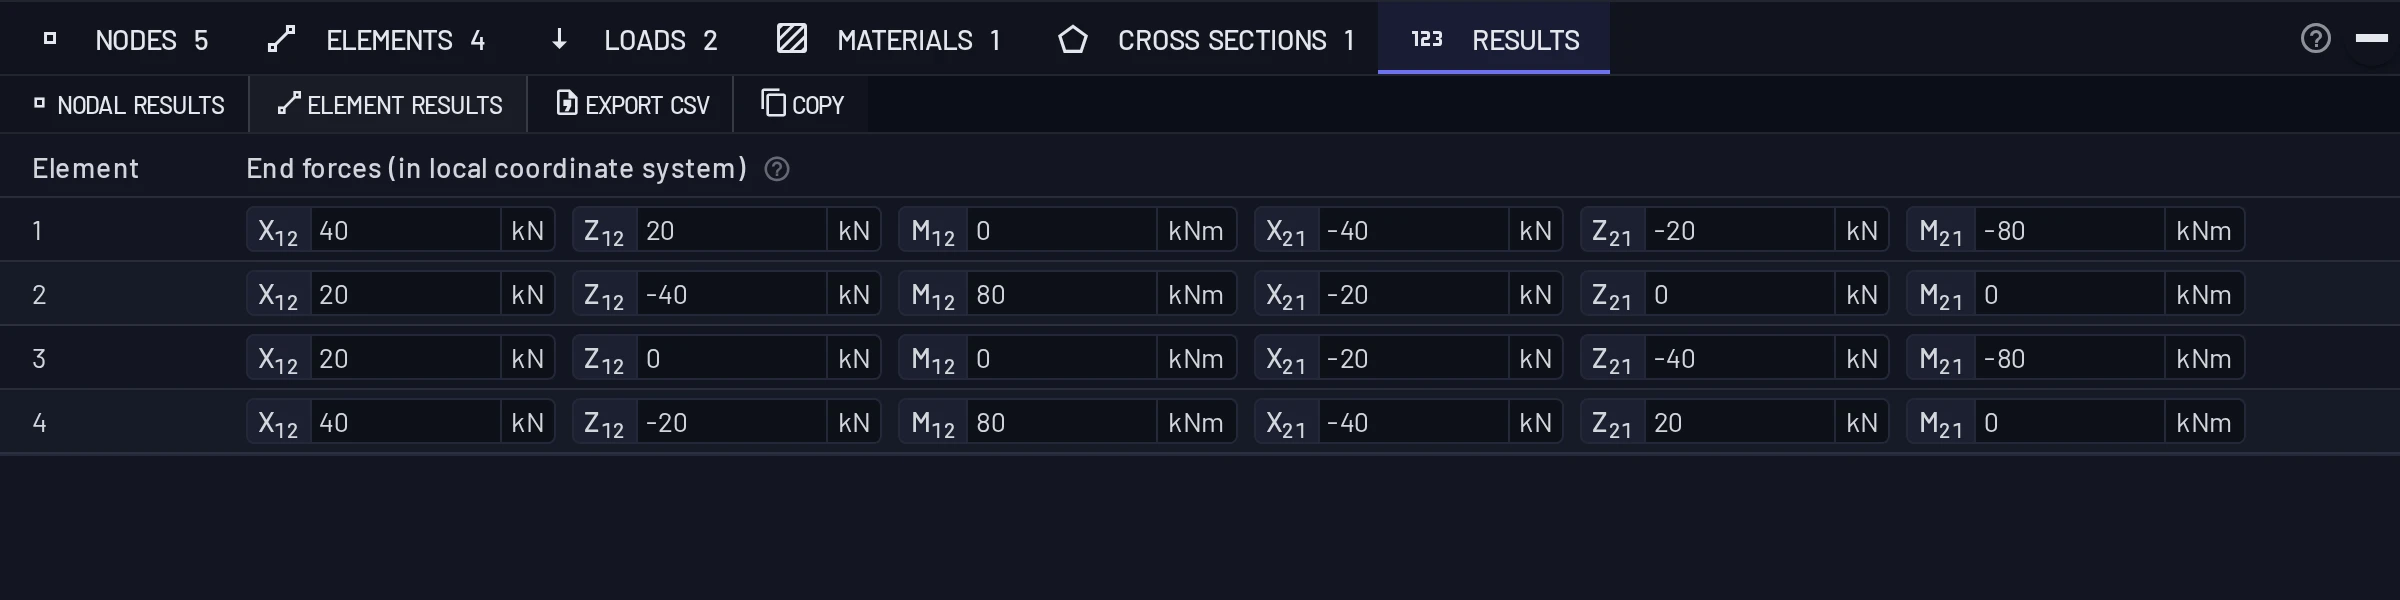 NODES 5 ELEMENTS 4 LOADS 2 MATERIALS 1 CROSS SECTIONS 1 123 RESULTS
NODAL RESULTS ELEMENT RESULTS EXPORT CSV COPY
Element End forces (in local coordinate system)
1 X12 40 kN Z12 20 kN M12 0 kNm X21 -40 kN Z21 -20 kN M21 -80 kNm
2 X12 20 kN Z12 -40 kN M12 80 kNm X21 -20 kN Z21 0 kN M21 0 kNm
3 X12 20 kN Z12 0 kN M12 0 kNm X21 -20 kN Z21 -40 kN M21 -80 kNm
4 X12 40 kN Z12 -20 kN M12 80 kNm X21 -40 kN Z21 20 kN M21 0 kNm